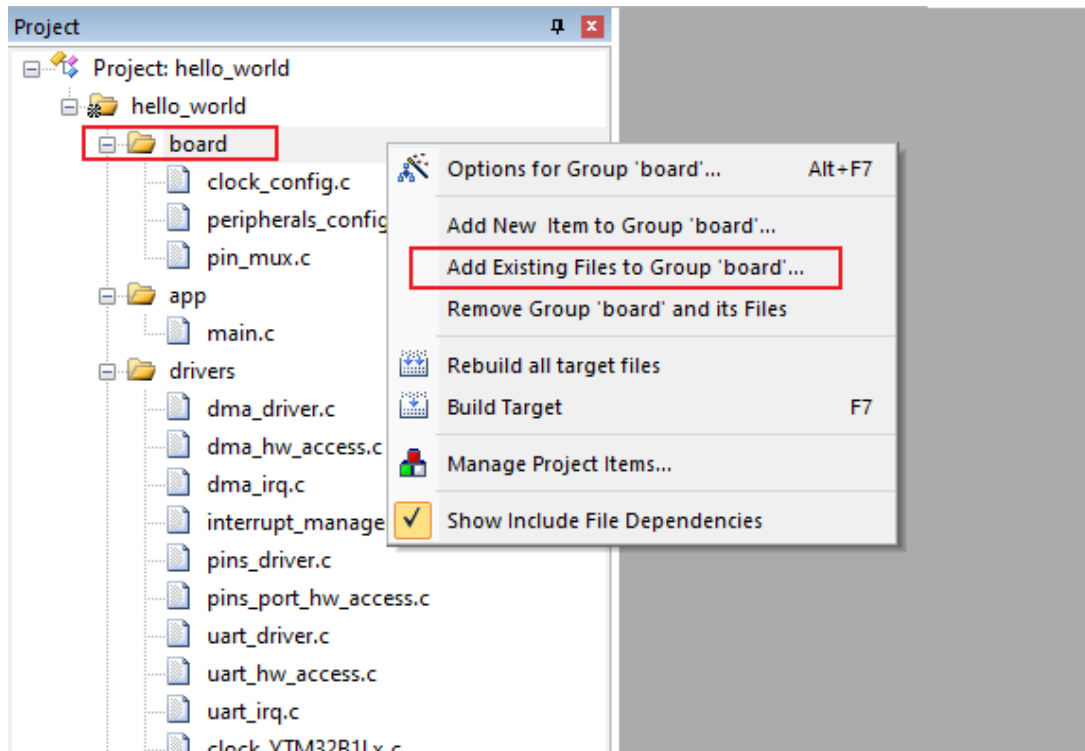 Project
Project: hello_world
hello_world
board
clock_config.c
peripherals_config
pin_mux.c
app
main.c
drivers
dma_driver.c
dma_hw_access.c
dma_irq.c
interrupt_manage
pins_driver.c
pins_port_hw_access.c
uart_driver.c
uart_hw_access.c
uart_irq.c
clock_YTM32B1Lx.c
Options for Group 'board'... Alt+F7
Add New Item to Group 'board'...
Add Existing Files to Group 'board'...
Remove Group 'board' and its Files
Rebuild all target files
Build Target F7
Manage Project Items...
Show Include File Dependencies